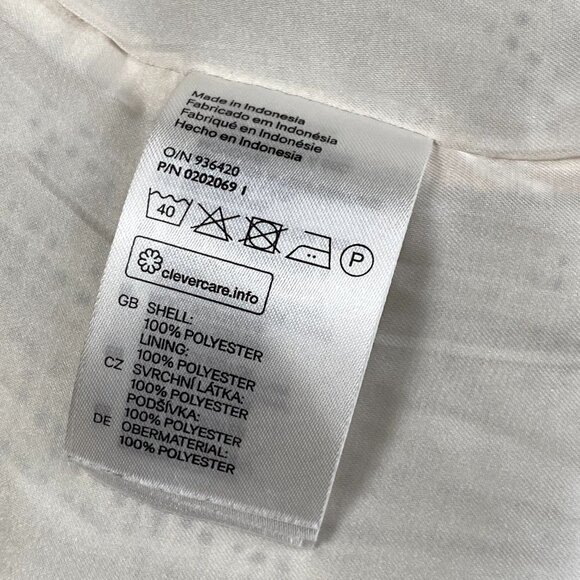 Made in Indonesia
Fabricado em Indonésia
Fabriqué en Indonésie
Hecho en Indonesia
O/N 936420
P/N 0202069 1
40 P
clevercare.info
GB SHELL:
100% POLYESTER
LINING:
100% POLYESTER
CZ SVRCHNÍ LÁTKA:
100% POLYESTER
PODŠÍVKA:
100% POLYESTER
DE OBERMATERIAL:
100% POLYESTER